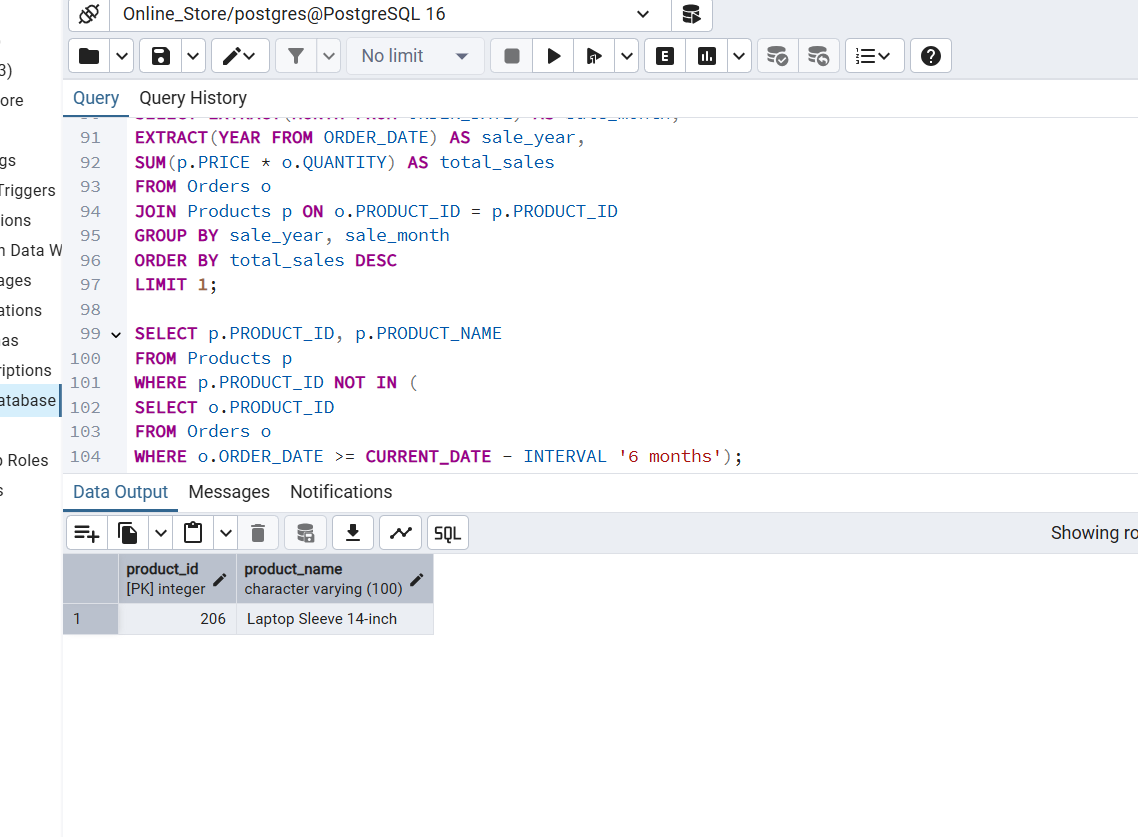 Online_Store/postgres@PostgreSQL 16
No limit
E
3)
ore
gs
Triggers
ions
n Data W
ages
ations
as
riptions
atabase
Roles
s
Query Query History
91 EXTRACT(YEAR FROM ORDER_DATE) AS sale_year,
92 SUM(p.PRICE * o.QUANTITY) AS total_sales
93 FROM Orders o
94 JOIN Products p ON o.PRODUCT_ID = p.PRODUCT_ID
95 GROUP BY sale_year, sale_month
96 ORDER BY total_sales DESC
97 LIMIT 1;
98
99 SELECT p.PRODUCT_ID, p.PRODUCT_NAME
100 FROM Products p
101 WHERE p.PRODUCT_ID NOT IN (
102 SELECT o.PRODUCT_ID
103 FROM Orders o
104 WHERE o.ORDER_DATE >= CURRENT_DATE - INTERVAL '6 months');
Data Output Messages Notifications
SQL Showing ro
product_id product_name
[PK] integer character varying (100)
1 206 Laptop Sleeve 14-inch